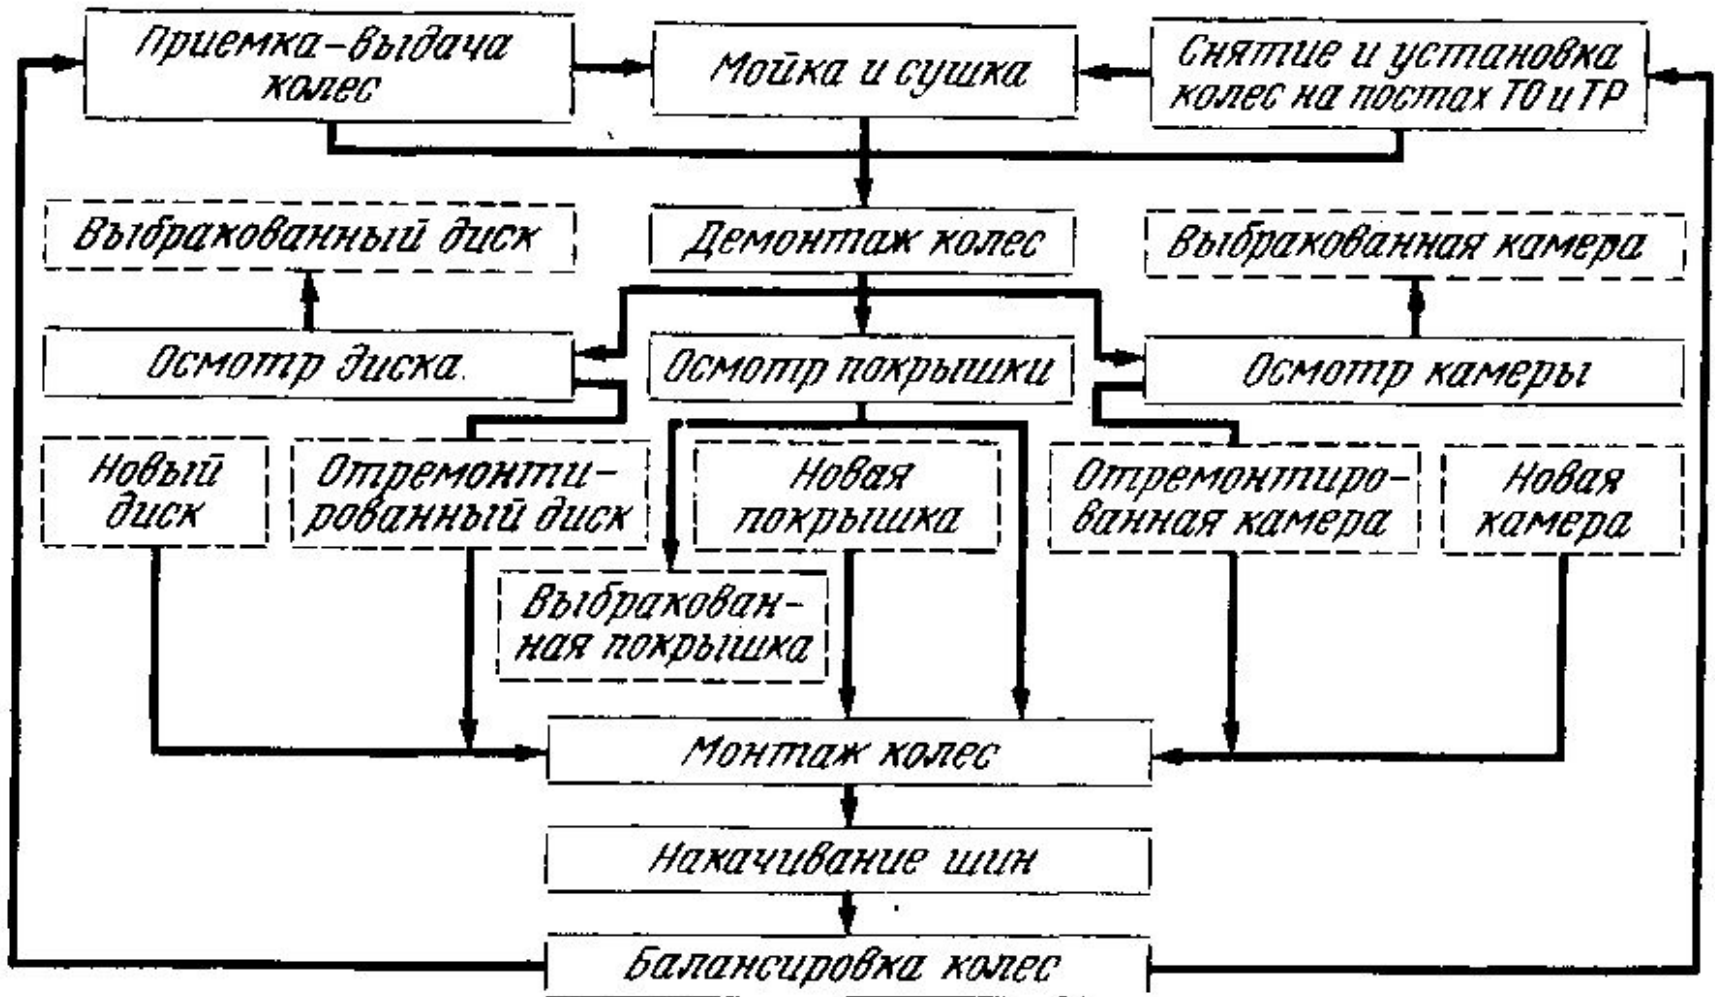 Приемка-выдача
колес
Мойка и сушка
Снятие и установка
колес на постах ТО и ТР
Выбракованный диск
Демонтаж колес
Выбракованная камера
Осмотр диска.
Осмотр покрышки
Осмотр камеры
Новый
диск
Отремонти-
рованный диск
Новая
покрышка
Отремонтиро-
ванная камера
Новая
камера
Выбракован-
ная покрышка
Монтаж колес
Накачивание шин
Балансировка колес